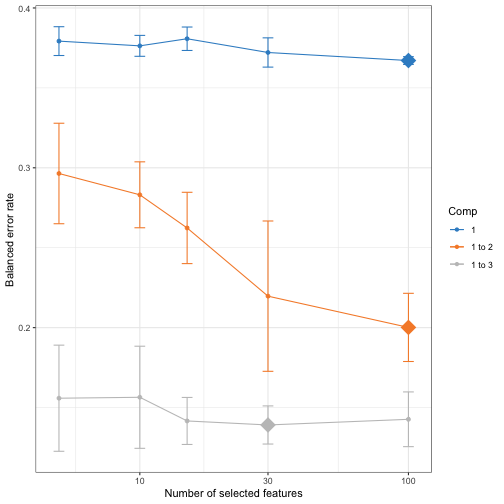 0.4
0.3
0.2
Balanced error rate
10
30
100
Number of selected features
Comp
1
1 to 2
1 to 3